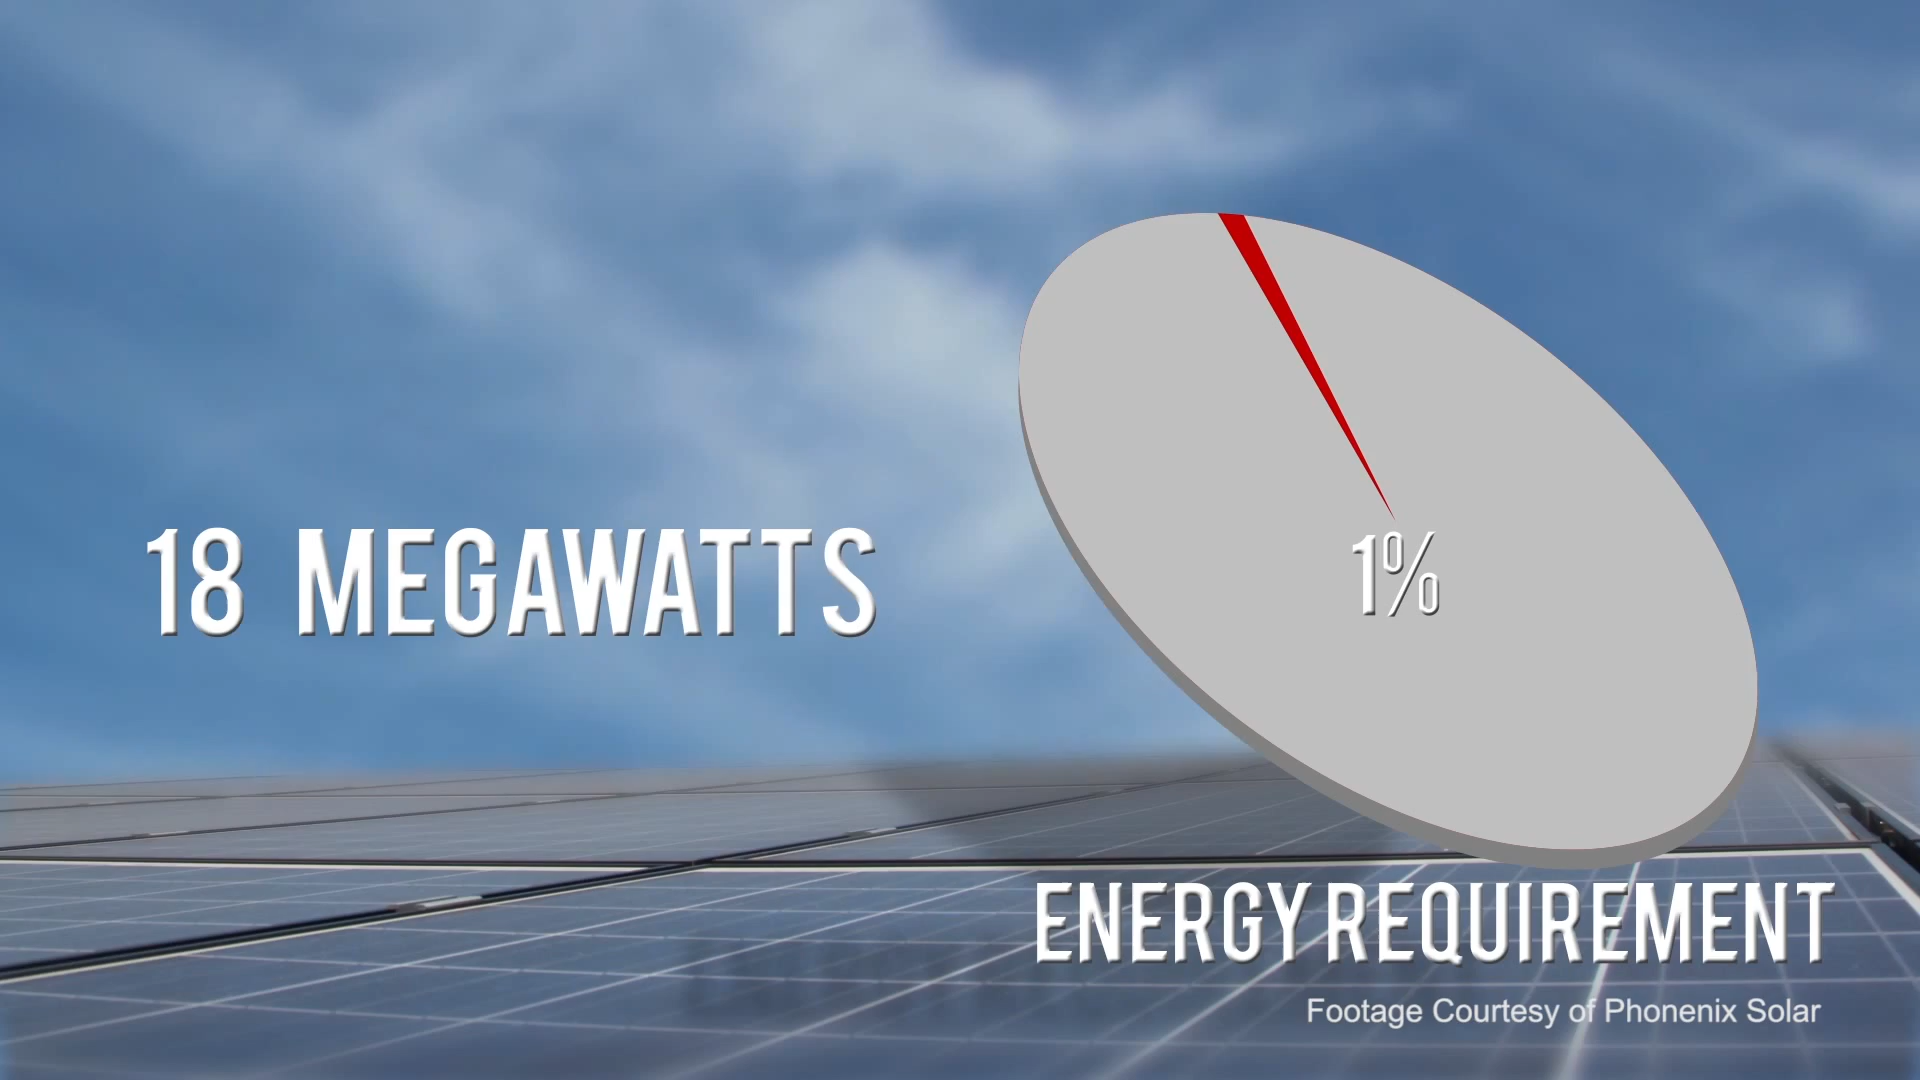 18 MEGAWATTS
1%
ENERGY REQUIREMENT
Footage Courtesy of Phonenix Solar